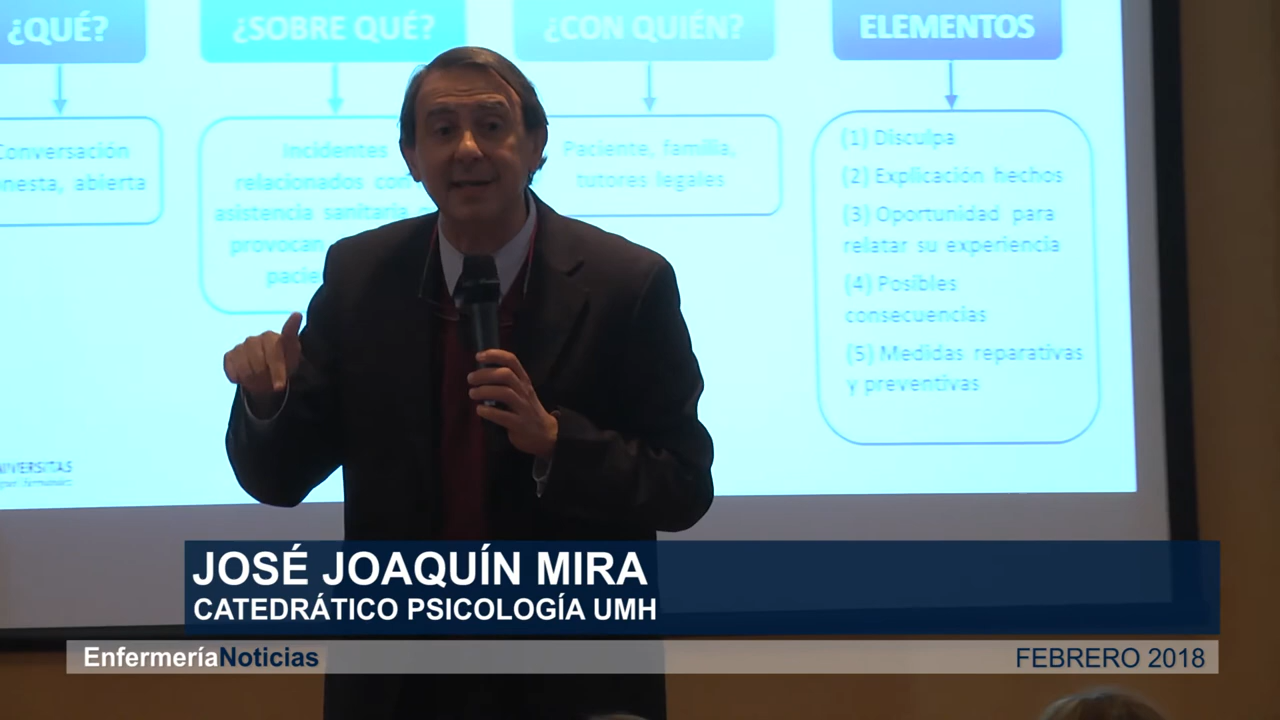 ¿QUÉ?
¿SOBRE QUÉ?
¿CON QUIÉN?
ELEMENTOS
Conversación
nesta, abierta
Incidentes
relacionados con
asistencia sanitaria
provocan
pacie
Paciente, familia,
tutores legales
(1) Disculpa
(2) Explicación hechos
(3) Oportunidad para
relatar su experiencia
(4) Posibles
consecuencias
(5) Medidas reparativas
y preventivas
IVERSITAS
JOSÉ JOAQUÍN MIRA
CATEDRÁTICO PSICOLOGÍA UMH
EnfermeríaNoticias
FEBRERO 2018